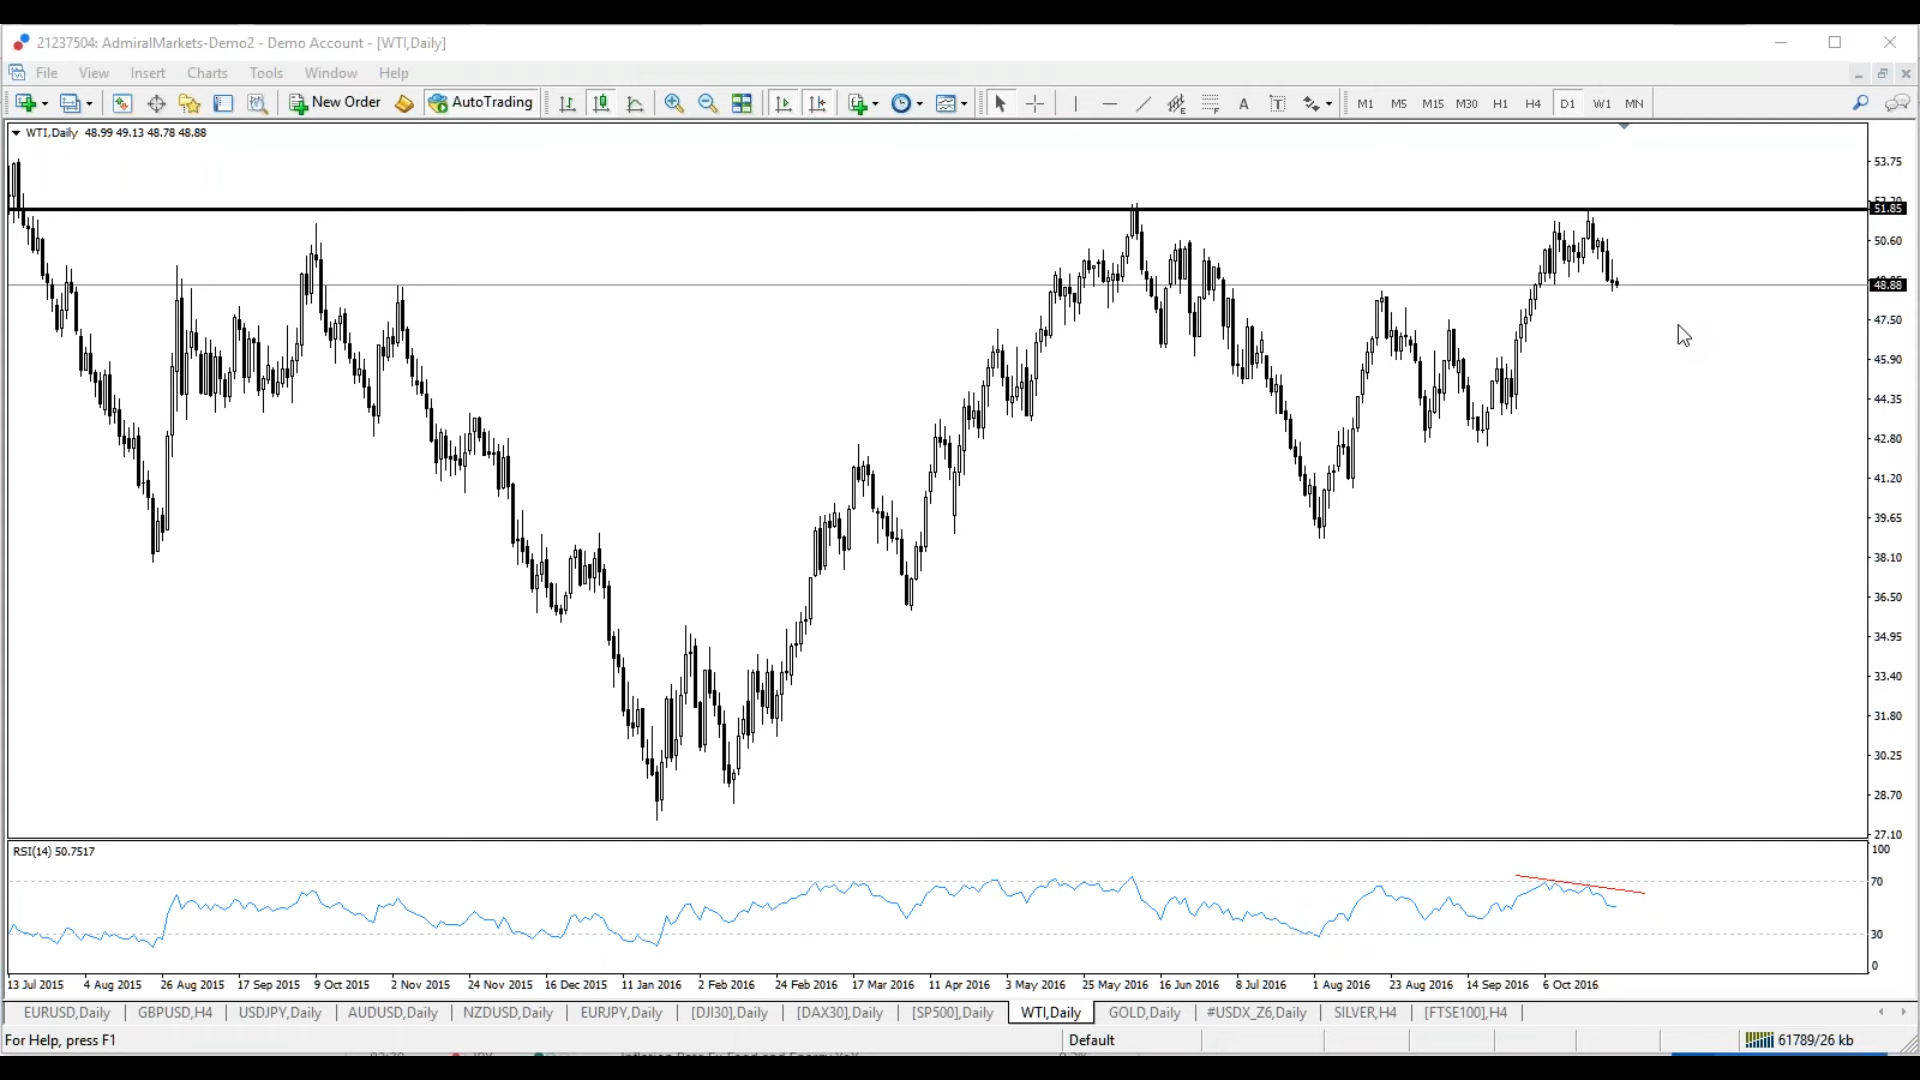 21237504: AdmiralMarkets-Demo2 - Demo Account - [WTI,Daily]
File View Insert Charts Tools Window Help
New Order AutoTrading A T M1 M5 M15 M30 H1 H4 D1 W1 MN
WTI,Daily 48.99 49.13 48.78 48.88
53.75
51.85
50.60
48.88
47.50
45.90
44.35
42.80
41.20
39.65
38.10
36.50
34.95
33.40
31.80
30.25
28.70
27.10
RSI(14) 50.7517
100
70
30
0
13 Jul 2015 4 Aug 2015 26 Aug 2015 17 Sep 2015 9 Oct 2015 2 Nov 2015 24 Nov 2015 16 Dec 2015 11 Jan 2016 2 Feb 2016 24 Feb 2016 17 Mar 2016 11 Apr 2016 3 May 2016 25 May 2016 16 Jun 2016 8 Jul 2016 1 Aug 2016 23 Aug 2016 14 Sep 2016 6 Oct 2016
EURUSD,Daily GBPUSD,H4 USDJPY,Daily AUDUSD,Daily NZDUSD,Daily EURJPY,Daily [DJI30],Daily [DAX30],Daily [SP500],Daily WTI,Daily GOLD,Daily #USDX_Z6,Daily SILVER,H4 [FTSE100],H4
For Help, press F1 Default 61789/26 kb